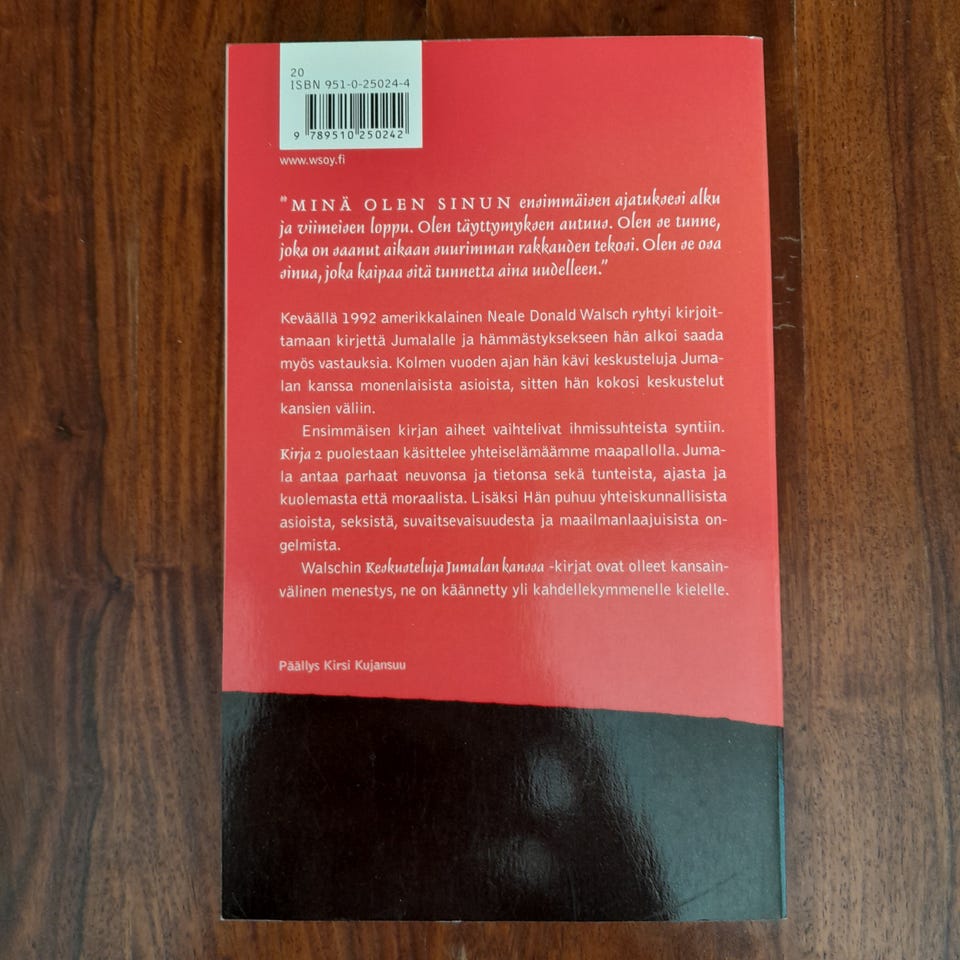 20
ISBN 951-0-25024-4
9 789510 250242
www.wsoy.fi
"MINÄ OLEN SINUN ensimmäisen ajatuksesi alku
ja viimeisen loppu. Olen täyttymyksen autuus. Olen se tunne,
joka on saanut aikaan suurimman rakkauden tekosi. Olen se osa
sinua, joka kaipaa sitä tunnetta aina uudelleen."
Keväällä 1992 amerikkalainen Neale Donald Walsch ryhtyi kirjoit-
tamaan kirjettä Jumalalle ja hämmästyksekseen hän alkoi saada
myös vastauksia. Kolmen vuoden ajan hän kävi keskusteluja Juma-
lan kanssa monenlaisista asioista, sitten hän kokosi keskustelut
kansien väliin.
Ensimmäisen kirjan aiheet vaihtelivat ihmissuhteista syntiin.
Kirja 2 puolestaan käsittelee yhteiselämäämme maapallolla. Juma-
la antaa parhaat neuvonsa ja tietonsa sekä tunteista, ajasta ja
kuolemasta että moraalista. Lisäksi Hän puhuu yhteiskunnallisista
asioista, seksistä, suvaitsevaisuudesta ja maailmanlaajuisista on-
gelmista.
Walschin Keskusteluja Jumalan kanssa -kirjat ovat olleet kansain-
välinen menestys, ne on käännetty yli kahdellekymmenelle kielelle.
Päällys Kirsi Kujansuu